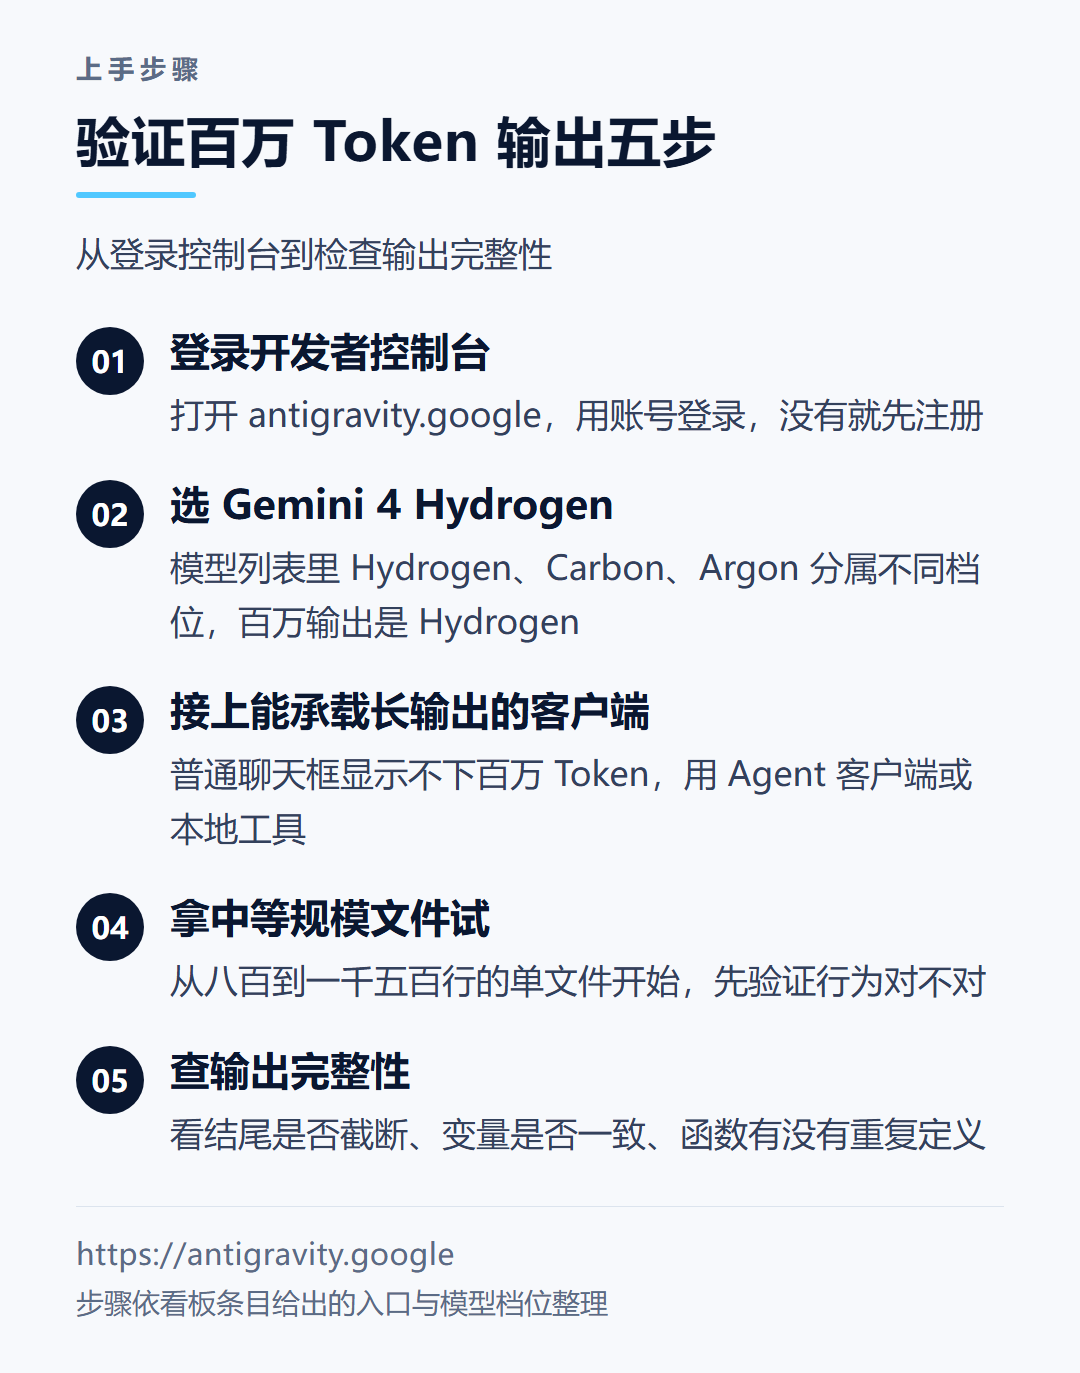 上手步骤
验证百万 Token 输出五步
从登录控制台到检查输出完整性
01
登录开发者控制台
打开 antigravity.google，用账号登录，没有就先注册
02
选 Gemini 4 Hydrogen
模型列表里 Hydrogen、Carbon、Argon 分属不同档
位，百万输出是 Hydrogen
03
接上能承载长输出的客户端
普通聊天框显示不下百万 Token，用 Agent 客户端或
本地工具
04
拿中等规模文件试
从八百到一千五百行的单文件开始，先验证行为对不对
05
查输出完整性
看结尾是否截断、变量是否一致、函数有没有重复定义
https://antigravity.google
步骤依看板条目给出的入口与模型档位整理